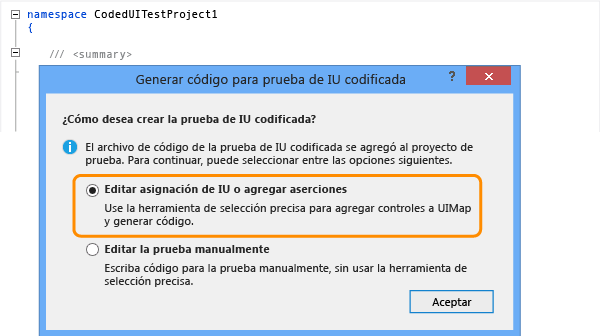 namespace CodedUITestProject1
{
/// <summary>
Generar código para prueba de IU codificada
?
¿Cómo desea crear la prueba de IU codificada?
El archivo de código de la prueba de IU codificada se agregó al proyecto de
prueba. Para continuar, puede seleccionar entre las opciones siguientes.
Editar asignación de IU o agregar aserciones
Use la herramienta de selección precisa para agregar controles a UIMap
y generar código.
Editar la prueba manualmente
Escriba código para la prueba manualmente, sin usar la herramienta de
selección precisa.
Aceptar